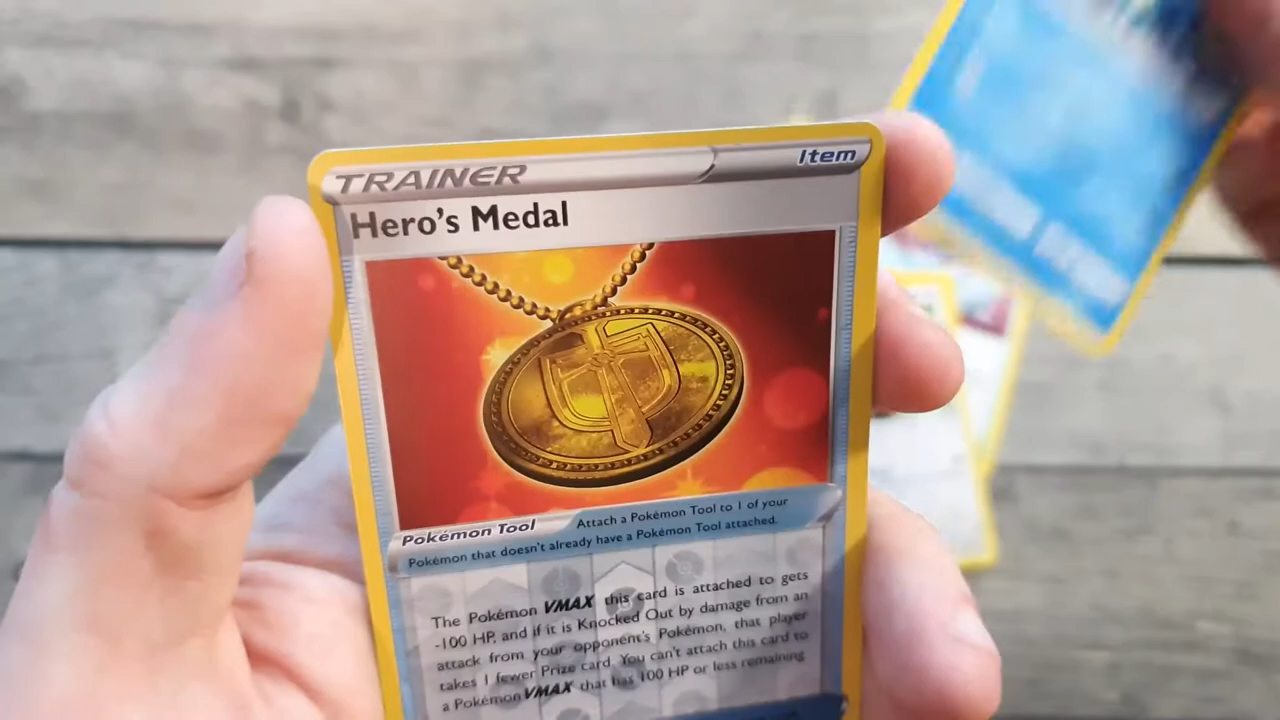 TRAINER Item
Hero's Medal
Pokémon Tool Attach a Pokémon Tool to 1 of your
Pokémon that doesn't already have a Pokémon Tool attached.
The Pokémon VMAX this card is attached to gets
-100 HP, and if it is Knocked Out by damage from an
attack from your opponent's Pokémon, that player
takes 1 fewer Prize card. You can't attach this card to
a Pokémon VMAX that has 100 HP or less remaining